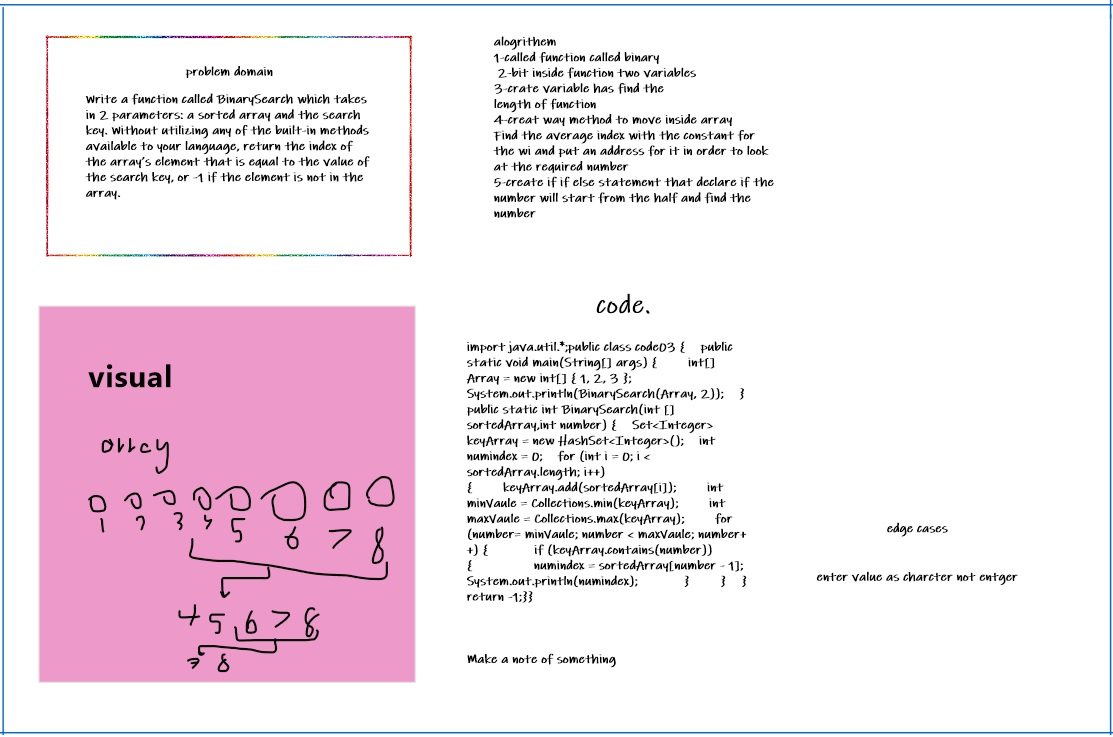 problem domain
Write a function called BinarySearch which takes
in 2 parameters: a sorted array and the search
key. Without utilizing any of the built-in methods
available to your language, return the index of
the array's element that is equal to the value of
the search key, or -1 if the element is not in the
array.
alogrithem
1-called function called binary
2-bit inside function two variables
3-crate variable has find the
length of function
4-creat way method to move inside array
Find the average index with the constant for
the wi and put an address for it in order to look
at the required number
5-create if if else statement that declare if the
number will start from the half and find the
number
visual
array
1 2 3 4 5 6 7 8
4 5 6 7 8
7 8
code.
import java.util.*;public class code03 { public
static void main(String[] args) { int[]
Array = new int[] { 1, 2, 3 };
System.out.println(BinarySearch(Array, 2)); }
public static int BinarySearch(int []
sortedArray,int number) { Set<Integer>
keyArray = new HashSet<Integer>(); int
numindex = 0; for (int i = 0; i <
sortedArray.length; i++)
{ keyArray.add(sortedArray[i]); int
minVaule = Collections.min(keyArray); int
maxVaule = Collections.max(keyArray); for
(number= minVaule; number < maxVaule; number+
+) { if (keyArray.contains(number))
{ numindex = sortedArray[number - 1];
System.out.println(numindex); } } }
return -1;}}
edge cases
enter value as charcter not entger
Make a note of something